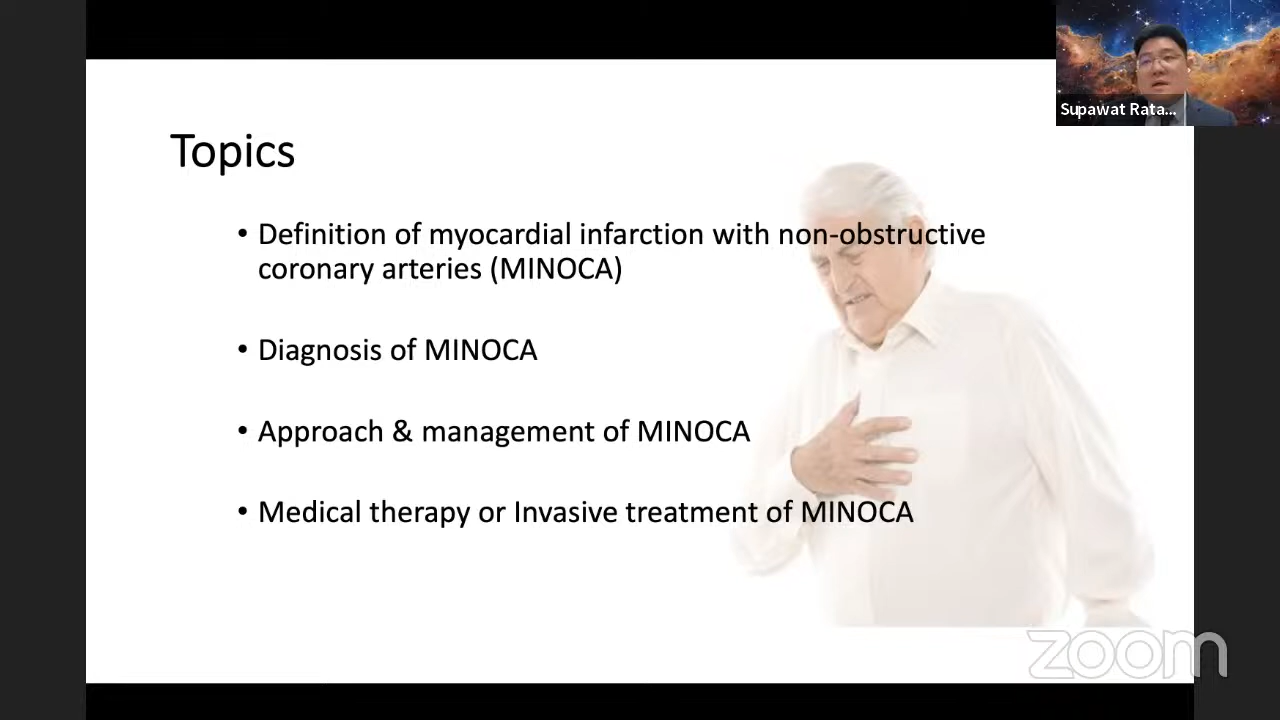 Supawat Rata...
Topics
• Definition of myocardial infarction with non-obstructive
coronary arteries (MINOCA)
• Diagnosis of MINOCA
• Approach & management of MINOCA
• Medical therapy or Invasive treatment of MINOCA
zoom